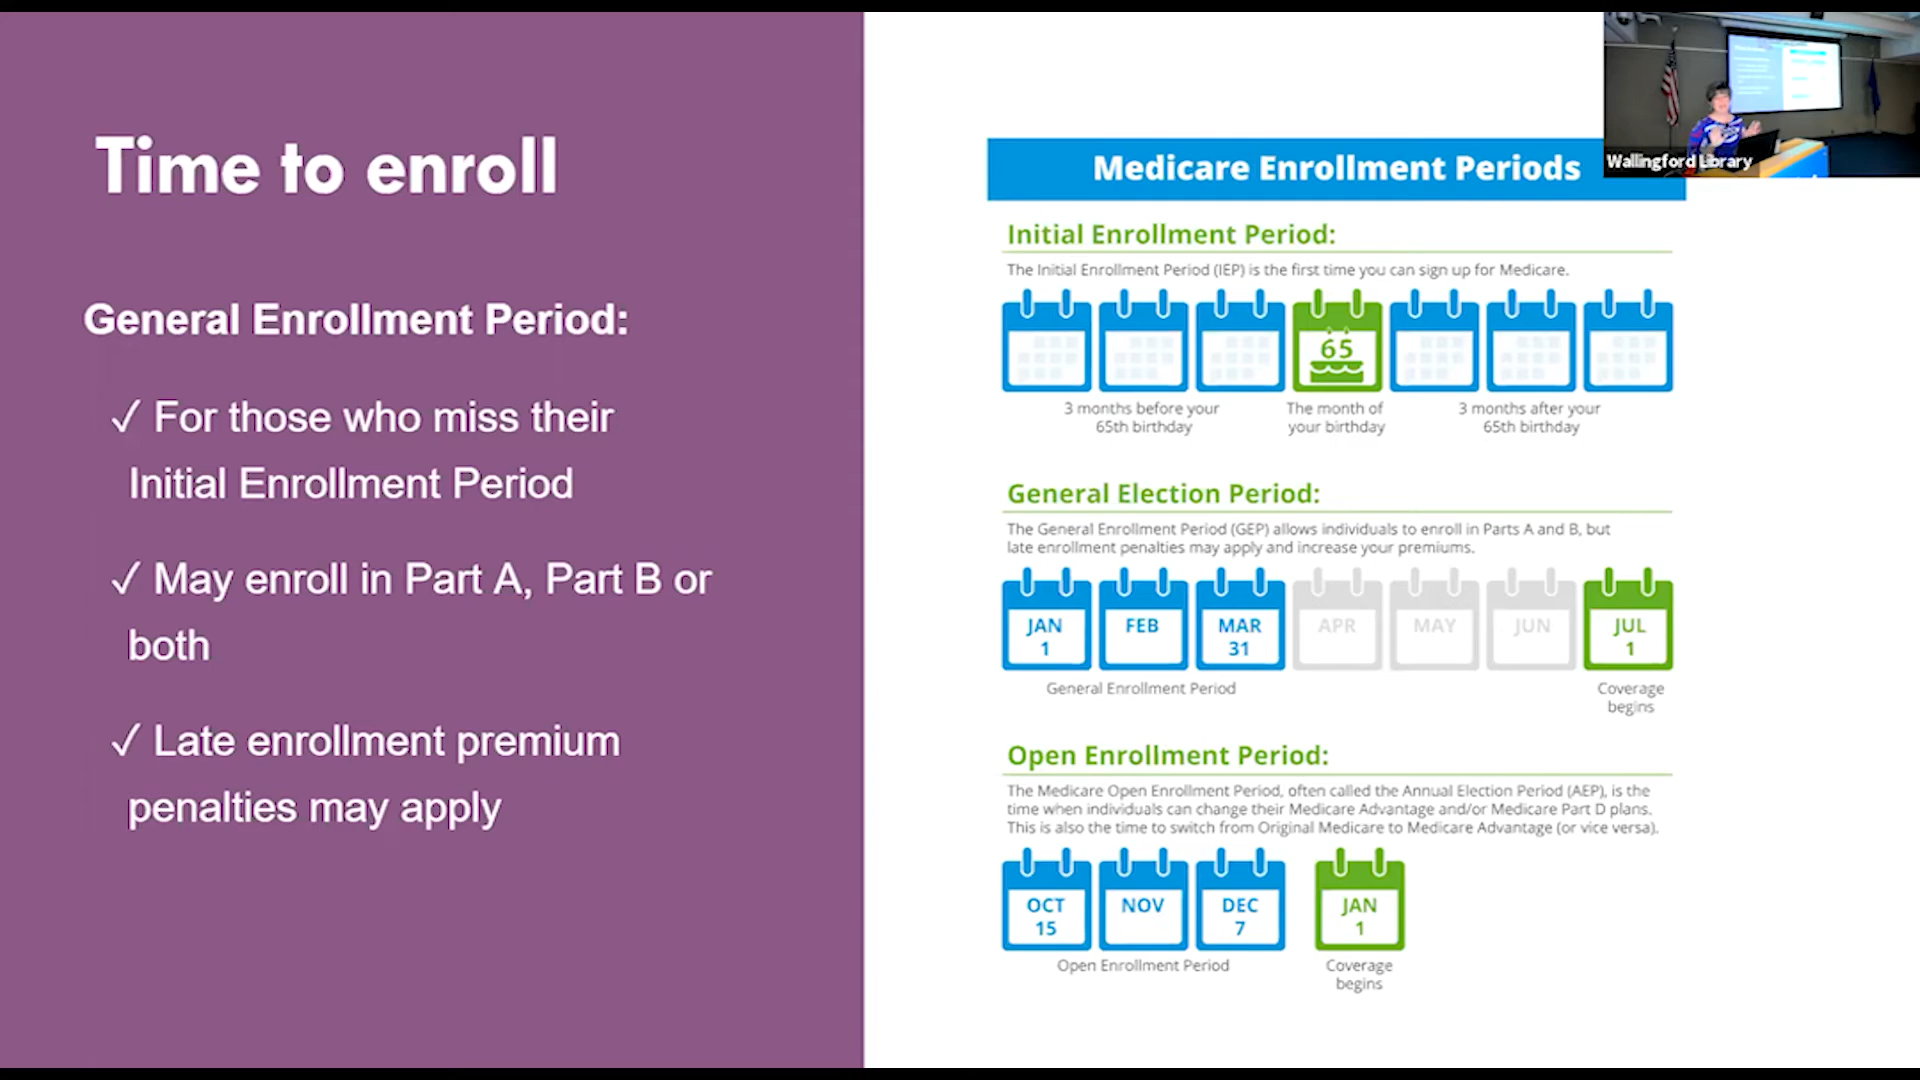 Time to enroll
General Enrollment Period:
✓ For those who miss their
Initial Enrollment Period
✓ May enroll in Part A, Part B or
both
✓ Late enrollment premium
penalties may apply
Wallingford Library
Medicare Enrollment Periods
Initial Enrollment Period:
The Initial Enrollment Period (IEP) is the first time you can sign up for Medicare.
65
3 months before your
65th birthday
The month of
your birthday
3 months after your
65th birthday
General Election Period:
The General Enrollment Period (GEP) allows individuals to enroll in Parts A and B, but
late enrollment penalties may apply and increase your premiums.
JAN
1
FEB
MAR
31
APR
MAY
JUN
JUL
1
General Enrollment Period
Coverage
begins
Open Enrollment Period:
The Medicare Open Enrollment Period, often called the Annual Election Period (AEP), is the
time when individuals can change their Medicare Advantage and/or Medicare Part D plans.
This is also the time to switch from Original Medicare to Medicare Advantage (or vice versa).
OCT
15
NOV
DEC
7
JAN
1
Open Enrollment Period
Coverage
begins